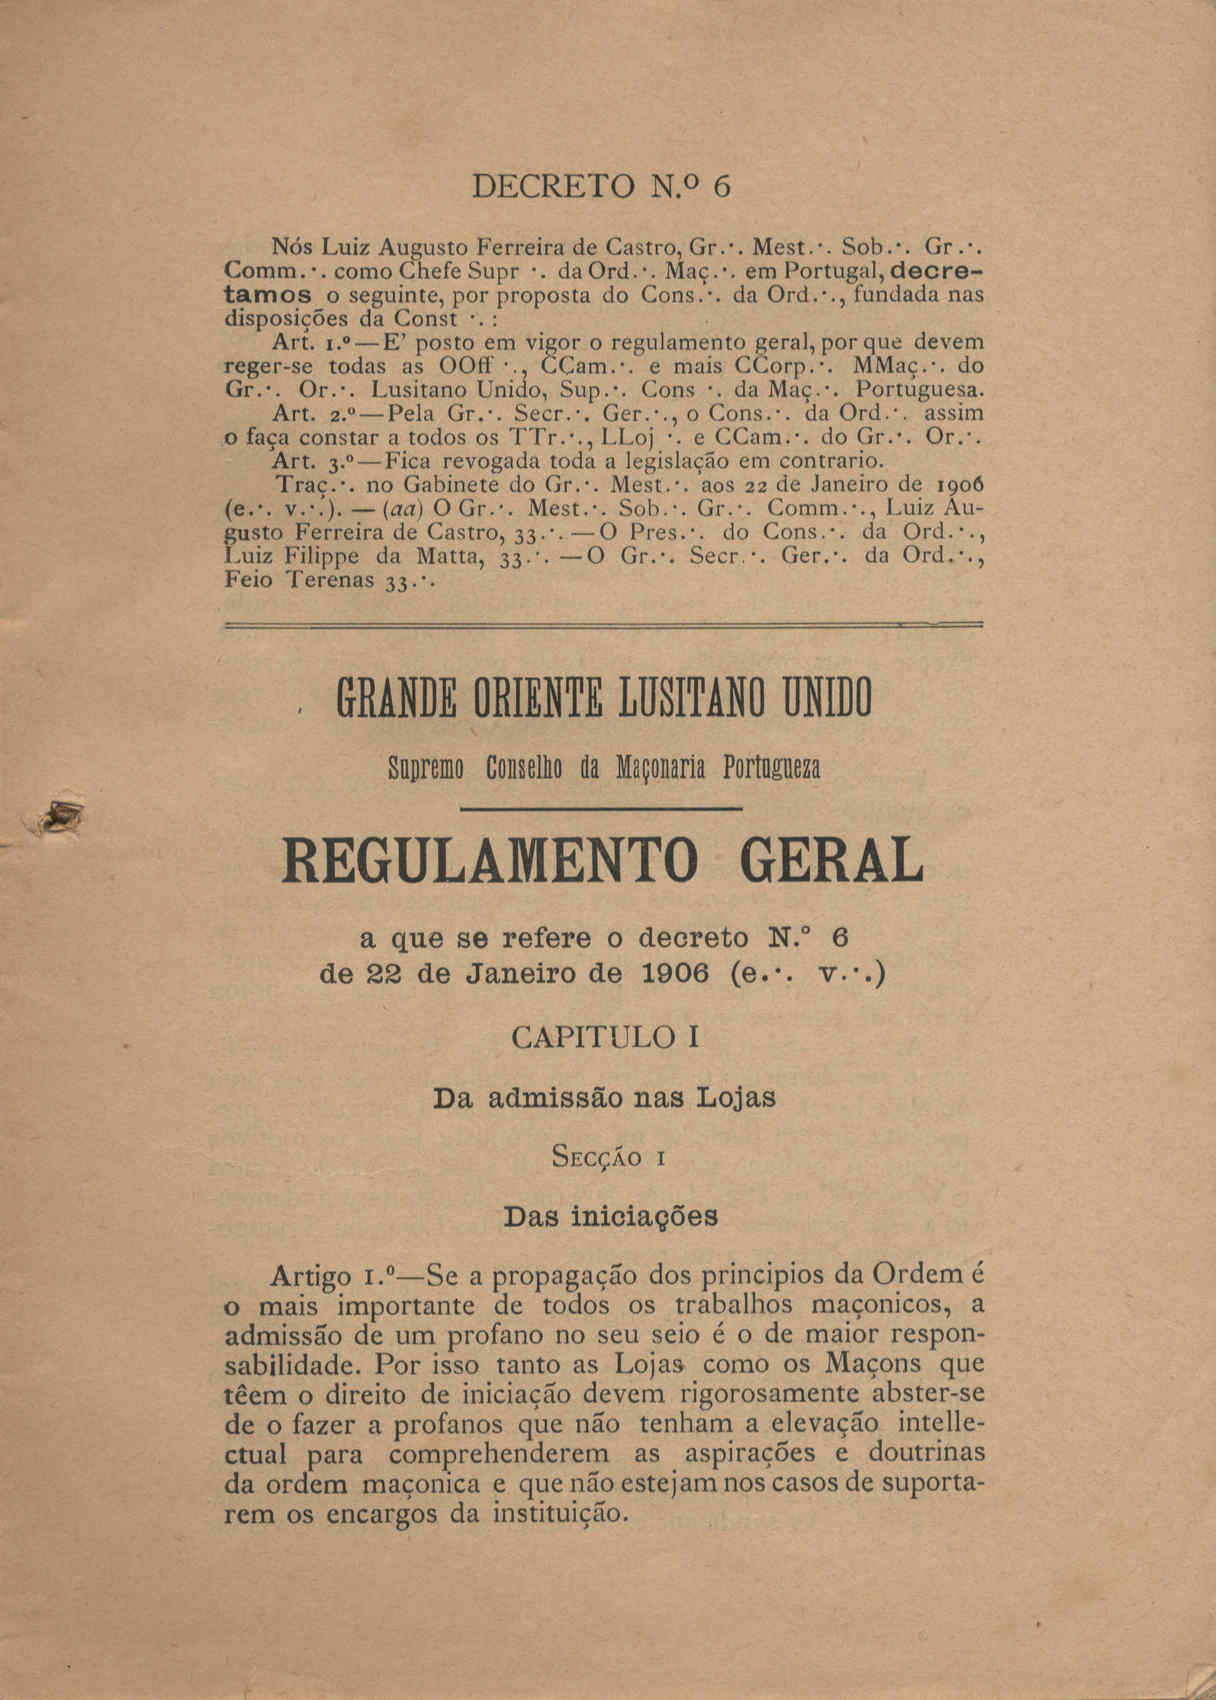 DECRETO N.º 6
Nós Luiz Augusto Ferreira de Castro, Gr.·. Mest.·. Sob.·. Gr.·.
Comm.·. como Chefe Supr ·. da Ord.·. Maç.·. em Portugal, decre-
tamos o seguinte, por proposta do Cons.·. da Ord.·., fundada nas
disposições da Const ·. :
Art. 1.º—E' posto em vigor o regulamento geral, por que devem
reger-se todas as OOff ·., CCam.·. e mais CCorp.·. MMaç.·. do
Gr.·. Or.·. Lusitano Unido, Sup.·. Cons ·. da Maç.·. Portuguesa.
Art. 2.º—Pela Gr.·. Secr.·. Ger.·., o Cons.·. da Ord.·. assim
o faça constar a todos os TTr.·., LLoj ·. e CCam.·. do Gr.·. Or.·.
Art. 3.º—Fica revogada toda a legislação em contrario.
Traç.·. no Gabinete do Gr.·. Mest.·. aos 22 de Janeiro de 1906
(e.·. v.·.). — (aa) O Gr.·. Mest.·. Sob.·. Gr.·. Comm.·., Luiz Au-
gusto Ferreira de Castro, 33.·. — O Pres.·. do Cons.·. da Ord.·.,
Luiz Filippe da Matta, 33.·. — O Gr.·. Secr.·. Ger.·. da Ord.·.,
Feio Terenas 33.·.
GRANDE ORIENTE LUSITANO UNIDO
Supremo Conselho da Maçonaria Portugueza
REGULAMENTO GERAL
a que se refere o decreto N.º 6
de 22 de Janeiro de 1906 (e.·. v.·.)
CAPITULO I
Da admissão nas Lojas
SECÇÃO I
Das iniciações
Artigo 1.º—Se a propagação dos principios da Ordem é
o mais importante de todos os trabalhos maçonicos, a
admissão de um profano no seu seio é o de maior respon-
sabilidade. Por isso tanto as Lojas como os Maçons que
têem o direito de iniciação devem rigorosamente abster-se
de o fazer a profanos que não tenham a elevação intelle-
ctual para comprehenderem as aspirações e doutrinas
da ordem maçonica e que não estejam nos casos de suporta-
rem os encargos da instituição.